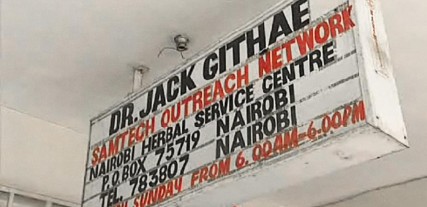 DR. JACK GITHAE
SAMTECH OUTREACH NETWORK
NAIROBI HERBAL SERVICE CENTRE
P.O BOX 75719 NAIROBI
TEL. 783807 NAIROBI
SUNDAY FROM 6.00AM-6.00PM